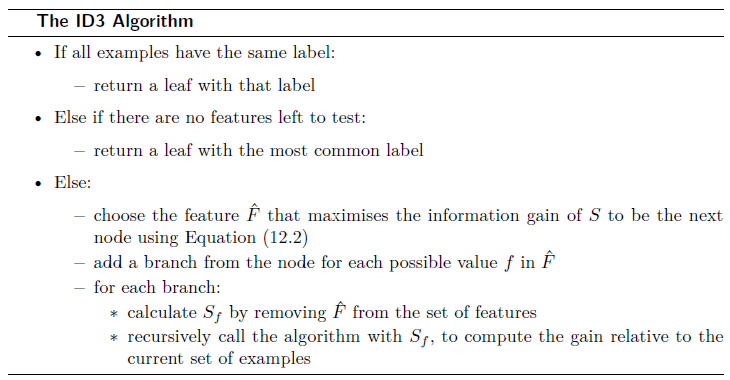 The ID3 Algorithm
• If all examples have the same label:
– return a leaf with that label
• Else if there are no features left to test:
– return a leaf with the most common label
• Else:
– choose the feature F̂ that maximises the information gain of S to be the next
node using Equation (12.2)
– add a branch from the node for each possible value f in F̂
– for each branch:
∗ calculate S_f by removing F̂ from the set of features
∗ recursively call the algorithm with S_f, to compute the gain relative to the
current set of examples